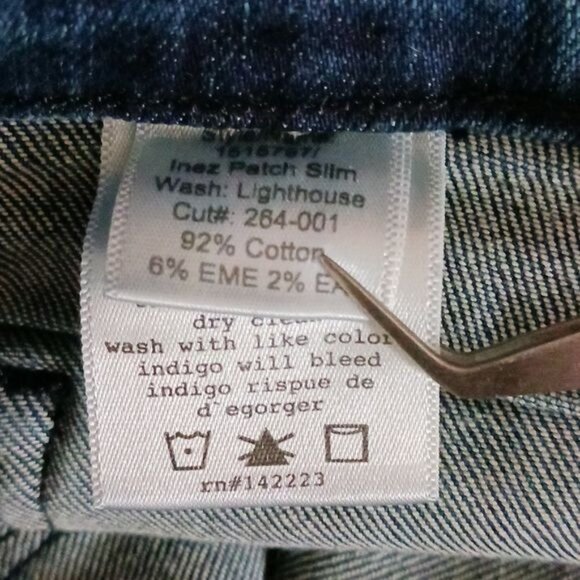 Inez Patch Slim
Wash: Lighthouse
Cut#: 264-001
92% Cotton
6% EME 2%
dry
wash with like color
indigo will bleed
indigo rispue de
d'egorger
rn#142223